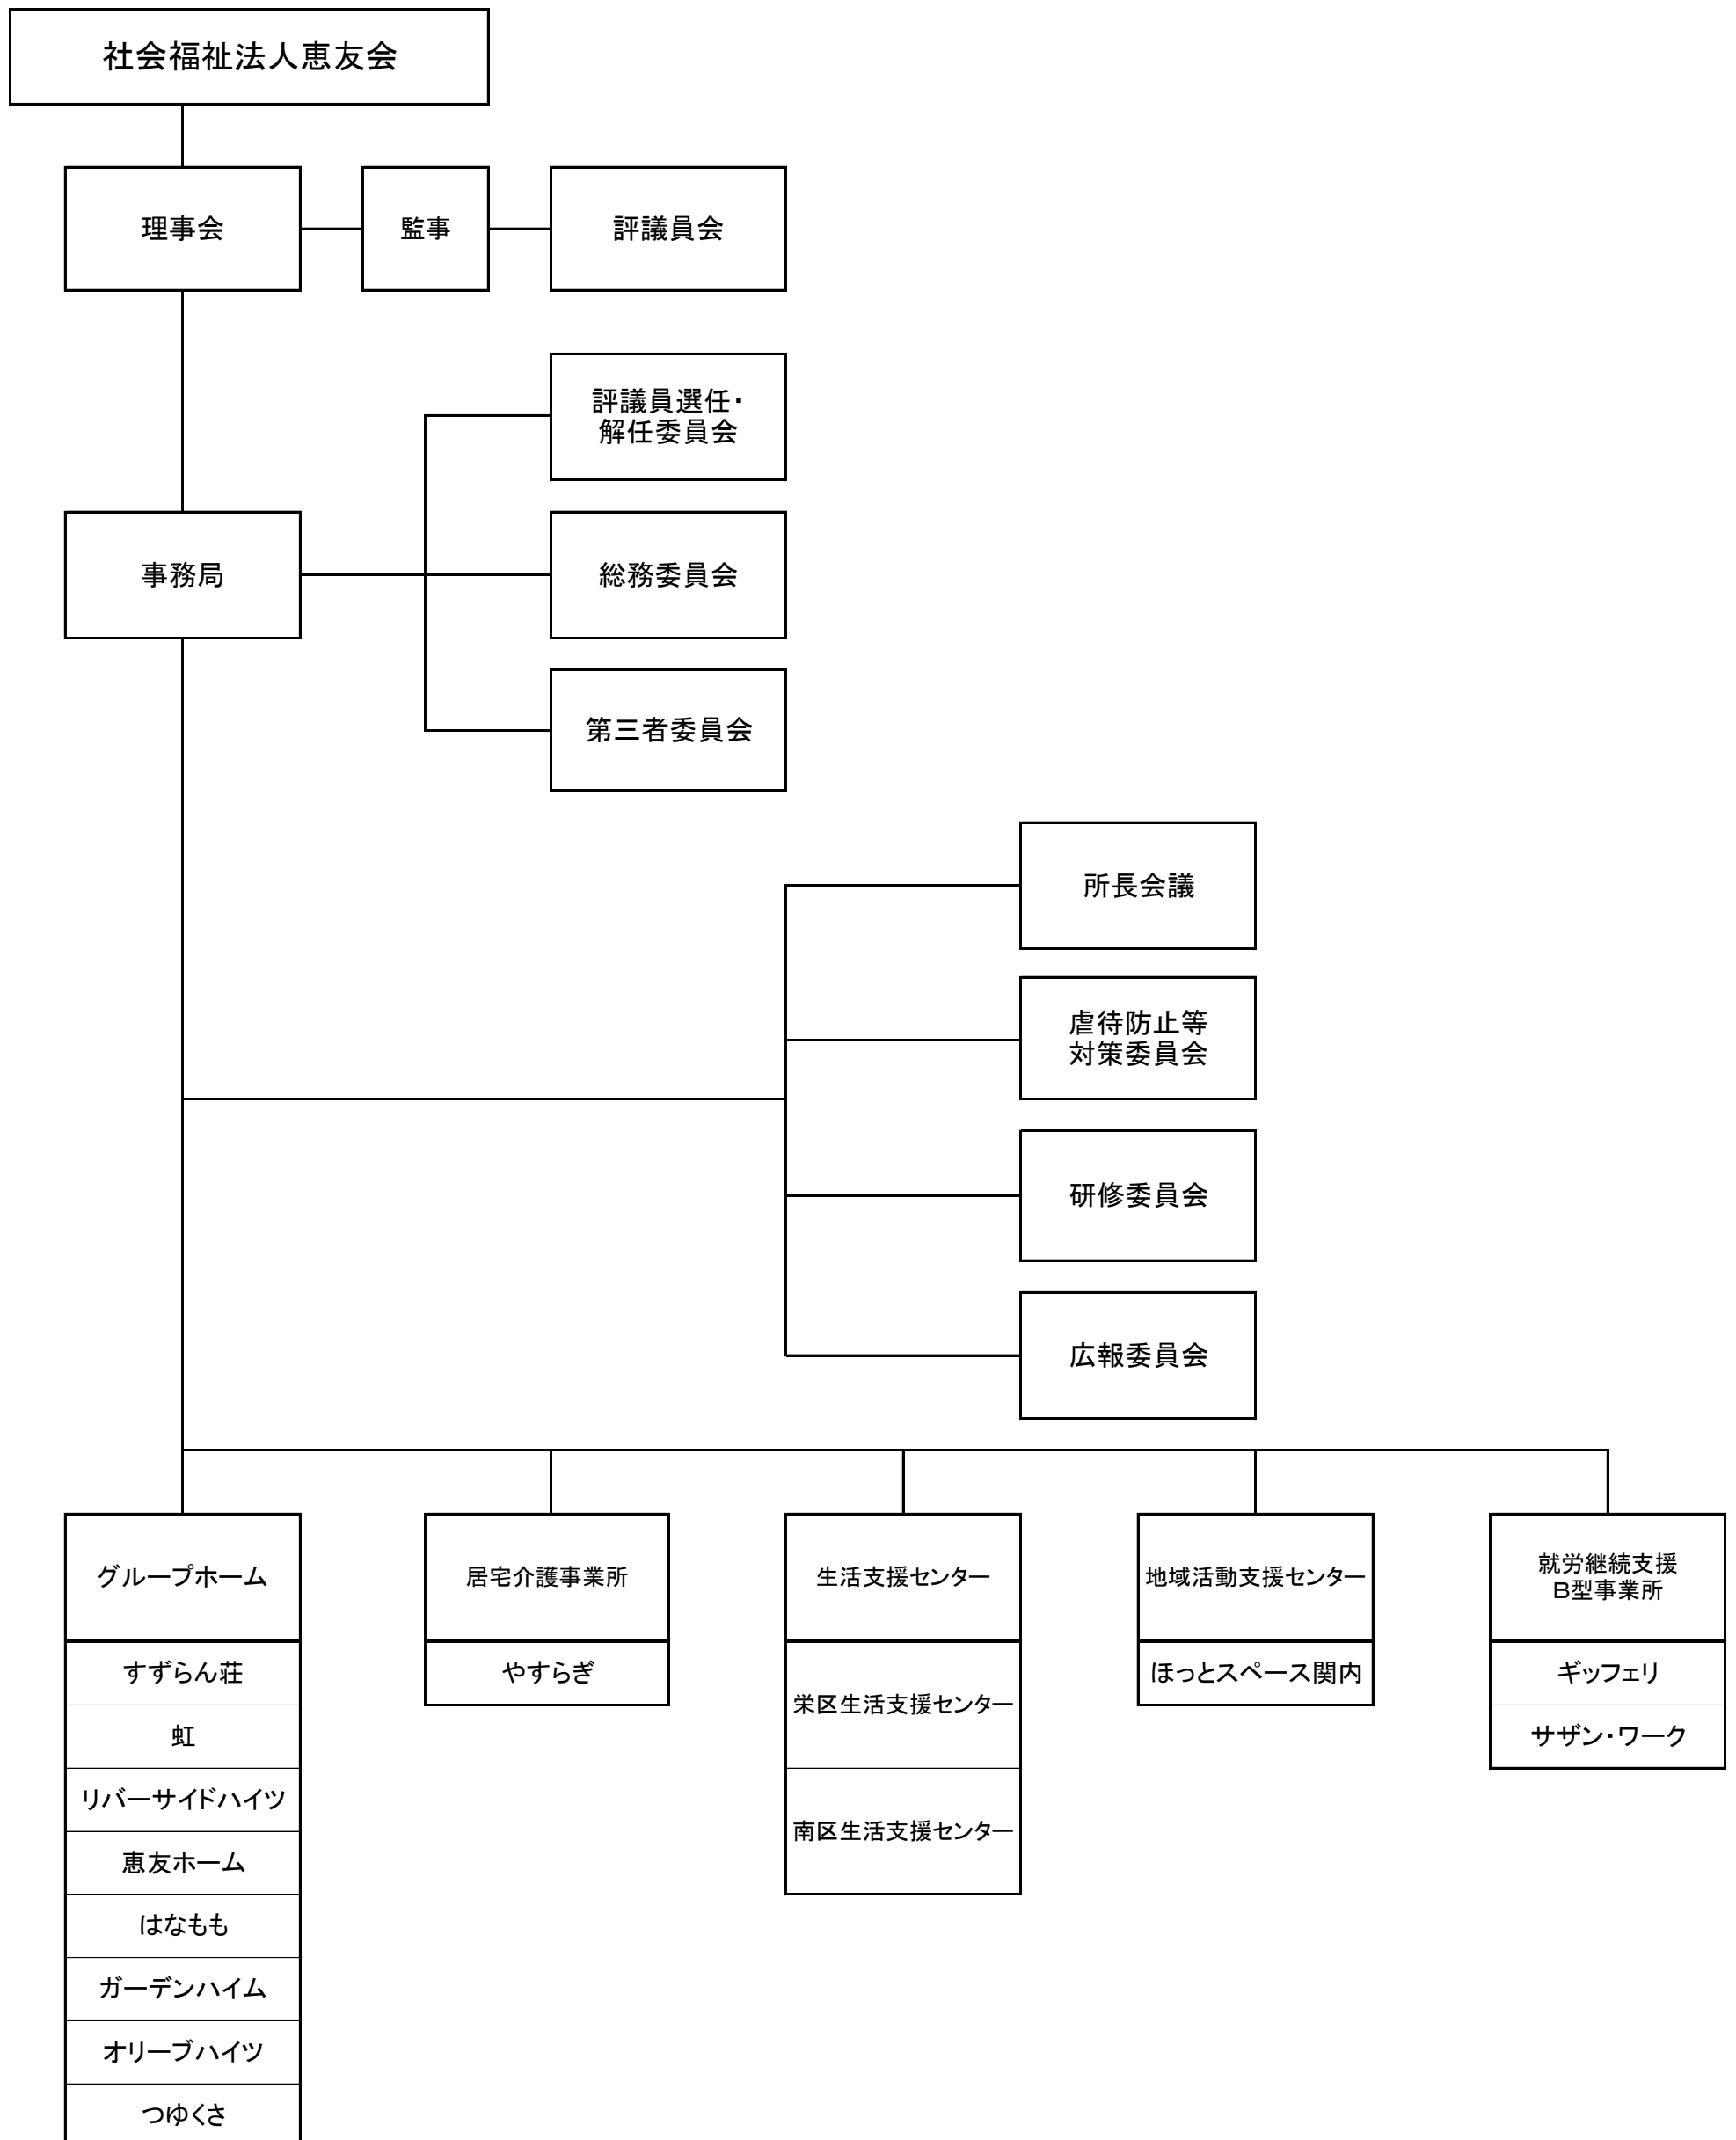 社会福祉法人恵友会
理事会
監事
評議員会
評議員選任・
解任委員会
事務局
総務委員会
第三者委員会
所長会議
虐待防止等
対策委員会
研修委員会
広報委員会
グループホーム
居宅介護事業所
生活支援センター
地域活動支援センター
就労継続支援
B型事業所
すずらん荘
虹
リバーサイドハイツ
恵友ホーム
はなもも
ガーデンハイム
オリーブハイツ
つゆくさ
やすらぎ
栄区生活支援センター
南区生活支援センター
ほっとスペース関内
ギッフェリ
サザン・ワーク